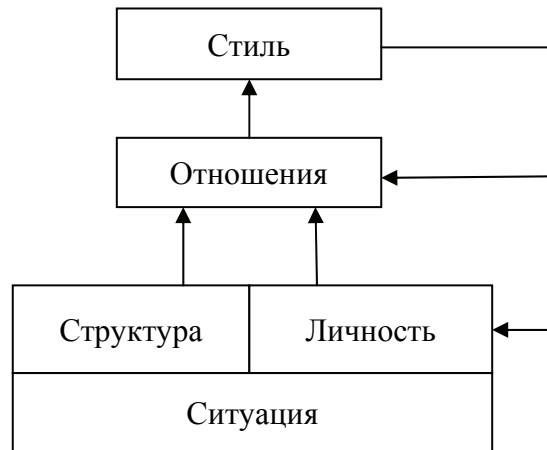 Стиль
Отношения
Структура
Личность
Ситуация